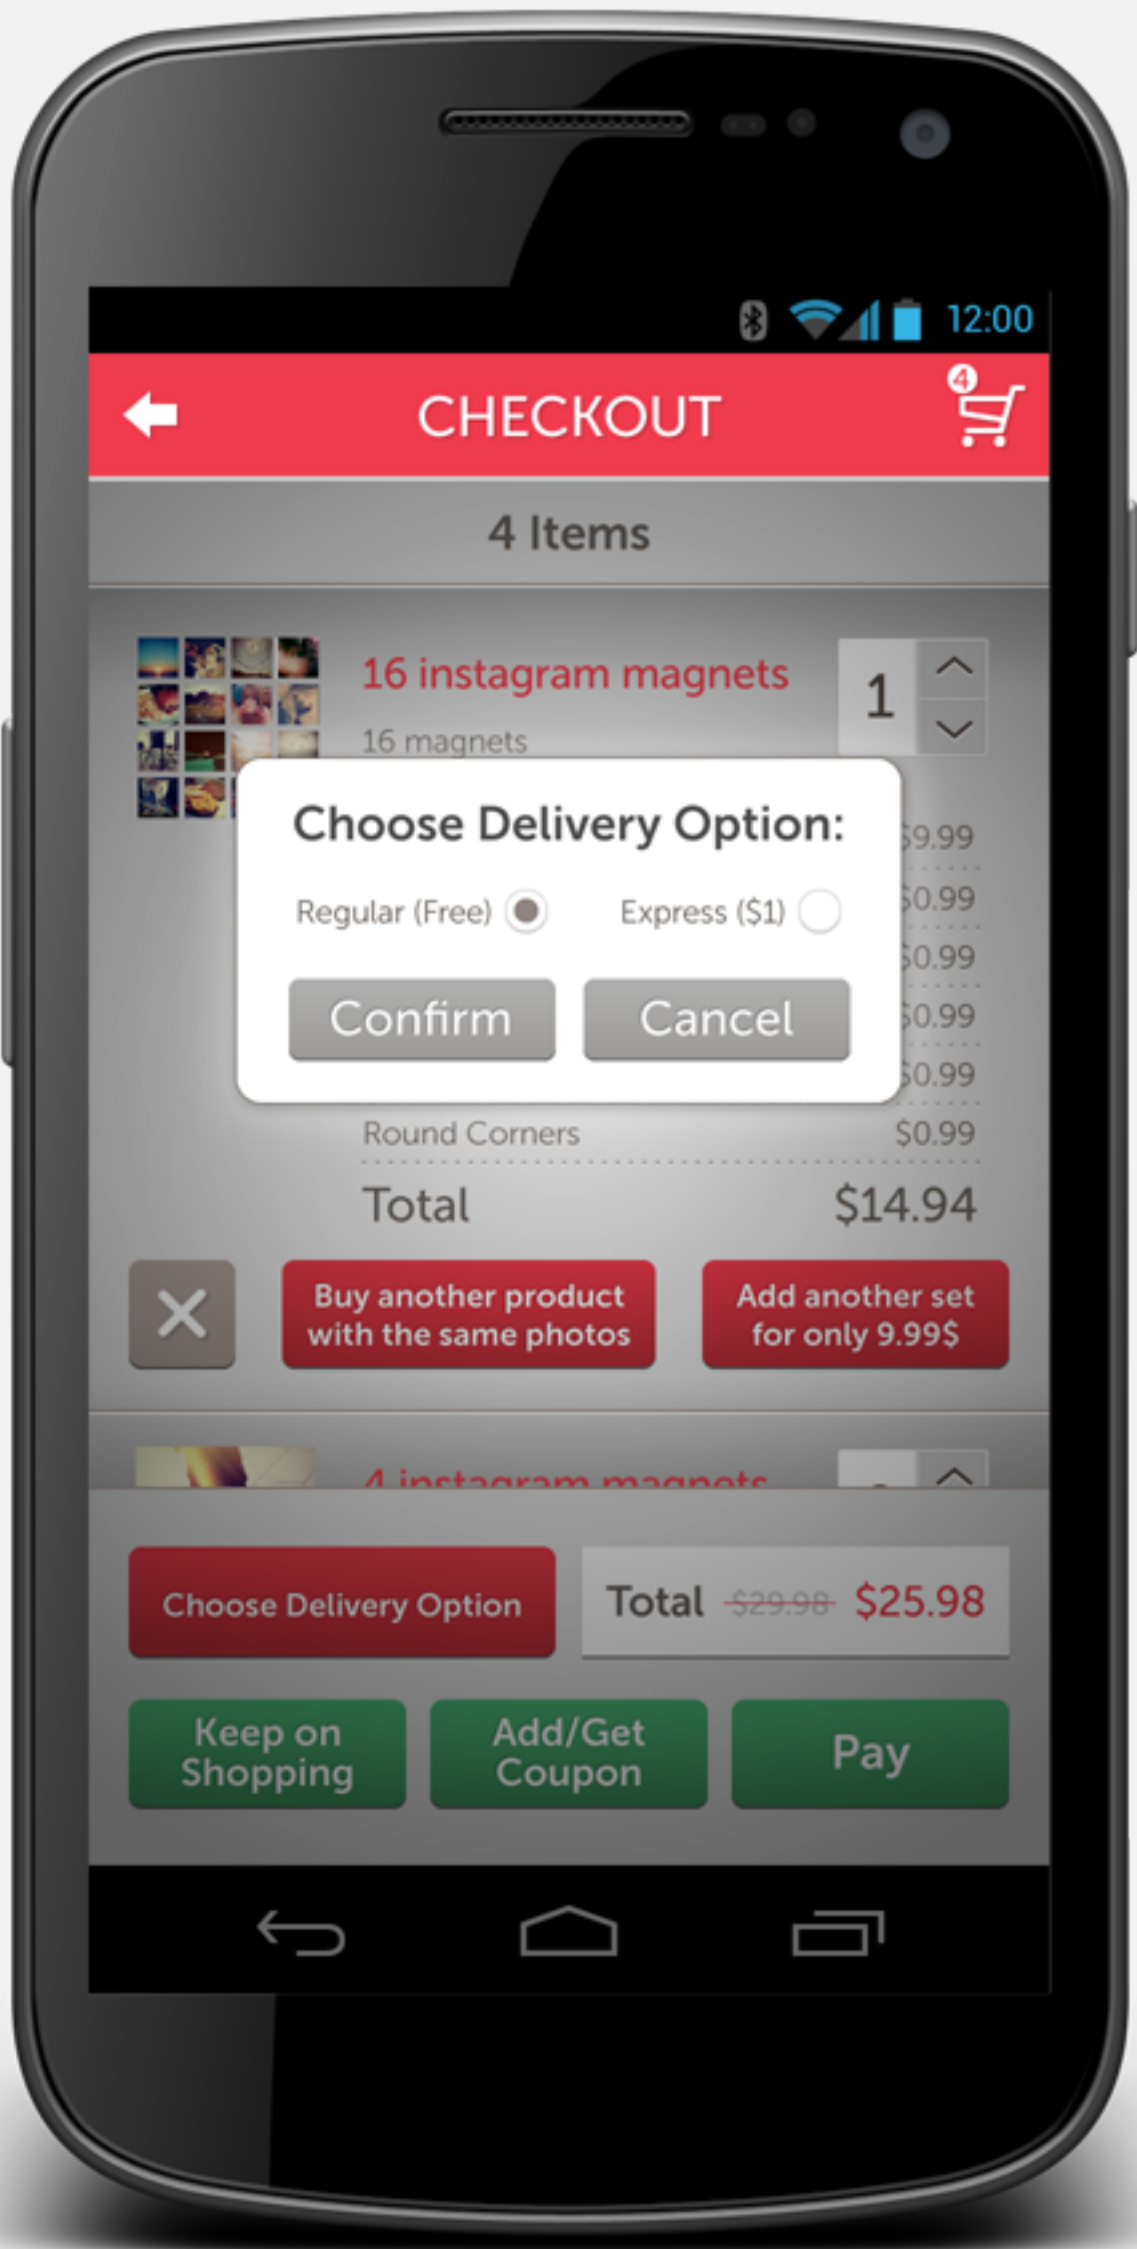 12:00
CHECKOUT
4
4 Items
16 instagram magnets
1
16 magnets
Choose Delivery Option:
$9.99
Regular (Free)
Express ($1)
$0.99
$0.99
Confirm
Cancel
$0.99
$0.99
Round Corners
$0.99
Total
$14.94
Buy another product
with the same photos
Add another set
for only 9.99$
4 instagram magnets
Choose Delivery Option
Total $29.98 $25.98
Keep on
Shopping
Add/Get
Coupon
Pay